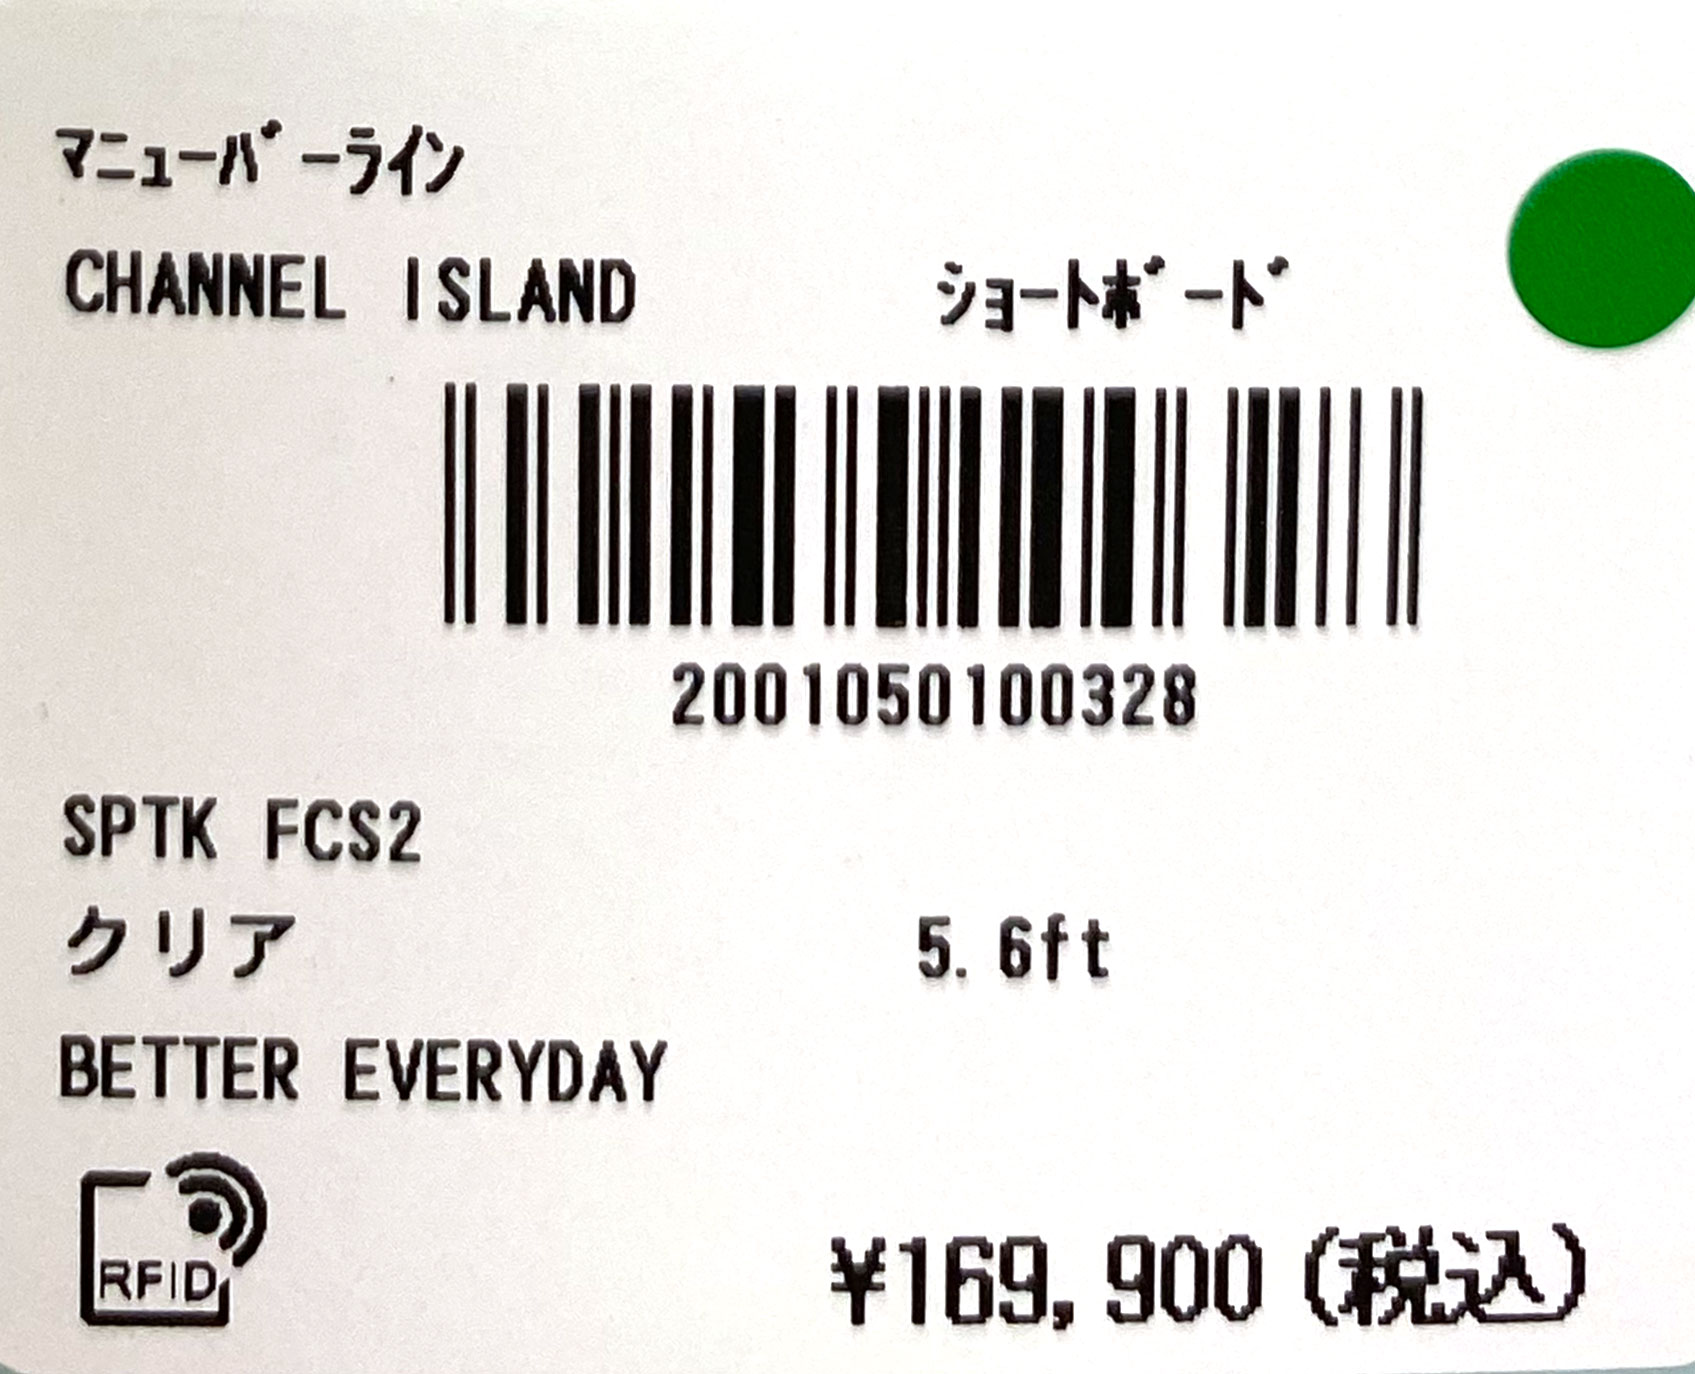 マニューバーライン
CHANNEL ISLAND ショートボード
2001050100328
SPTK FCS2
クリア 5.6ft
BETTER EVERYDAY
RFID
¥169,900(税込)